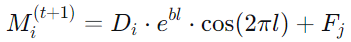 M_i^{(t+1)} = D_i · e^{bl} · cos(2πl) + F_j